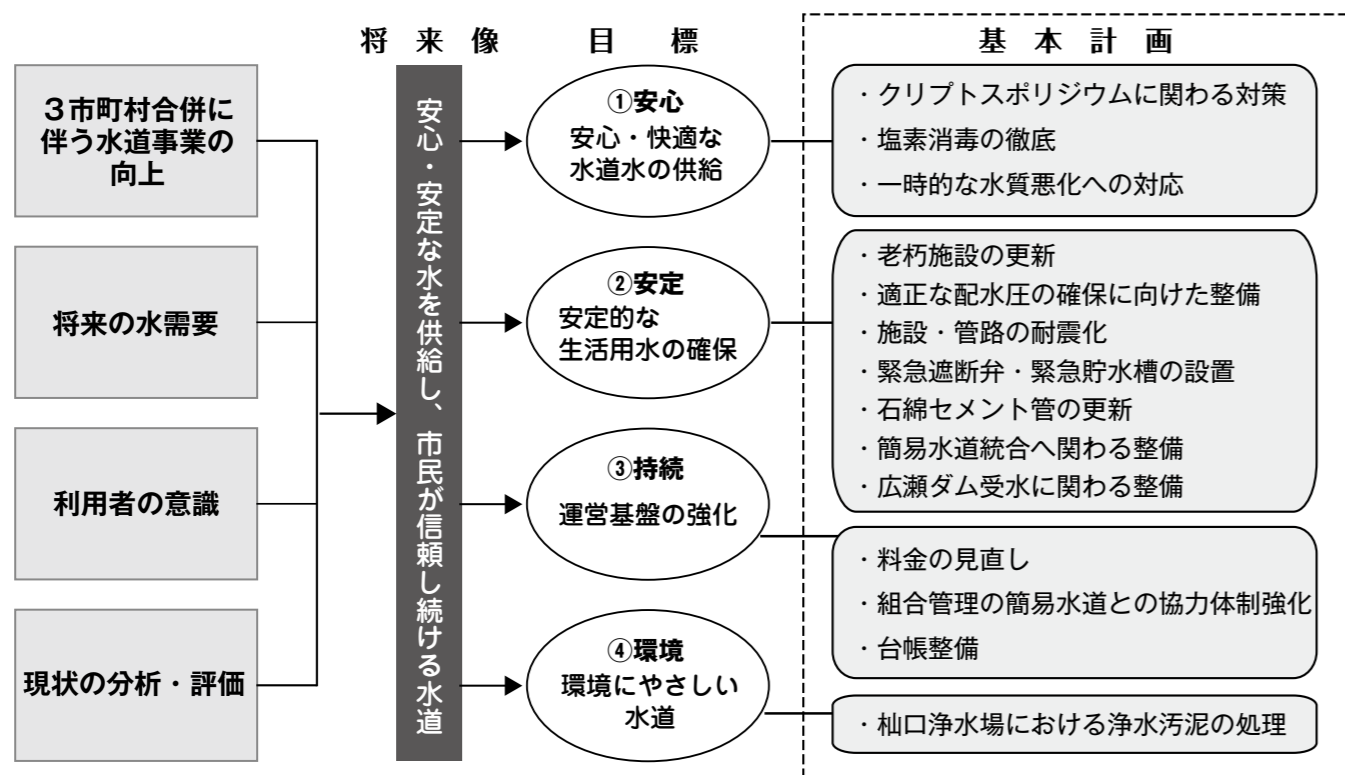 将来像
目標
基本計画
３市町村合併に
伴う水道事業の
向上
将来の水需要
利用者の意識
現状の分析・評価
安心・安定な水を供給し、市民が信頼し続ける水道
①安心
安心・快適な
水道水の供給
②安定
安定的な
生活用水の確保
③持続
運営基盤の強化
④環境
環境にやさしい
水道
・クリプトスポリジウムに関わる対策
・塩素消毒の徹底
・一時的な水質悪化への対応
・老朽施設の更新
・適正な配水圧の確保に向けた整備
・施設・管路の耐震化
・緊急遮断弁・緊急貯水槽の設置
・石綿セメント管の更新
・簡易水道統合へ関わる整備
・広瀬ダム受水に関わる整備
・料金の見直し
・組合管理の簡易水道との協力体制強化
・台帳整備
・杣口浄水場における浄水汚泥の処理